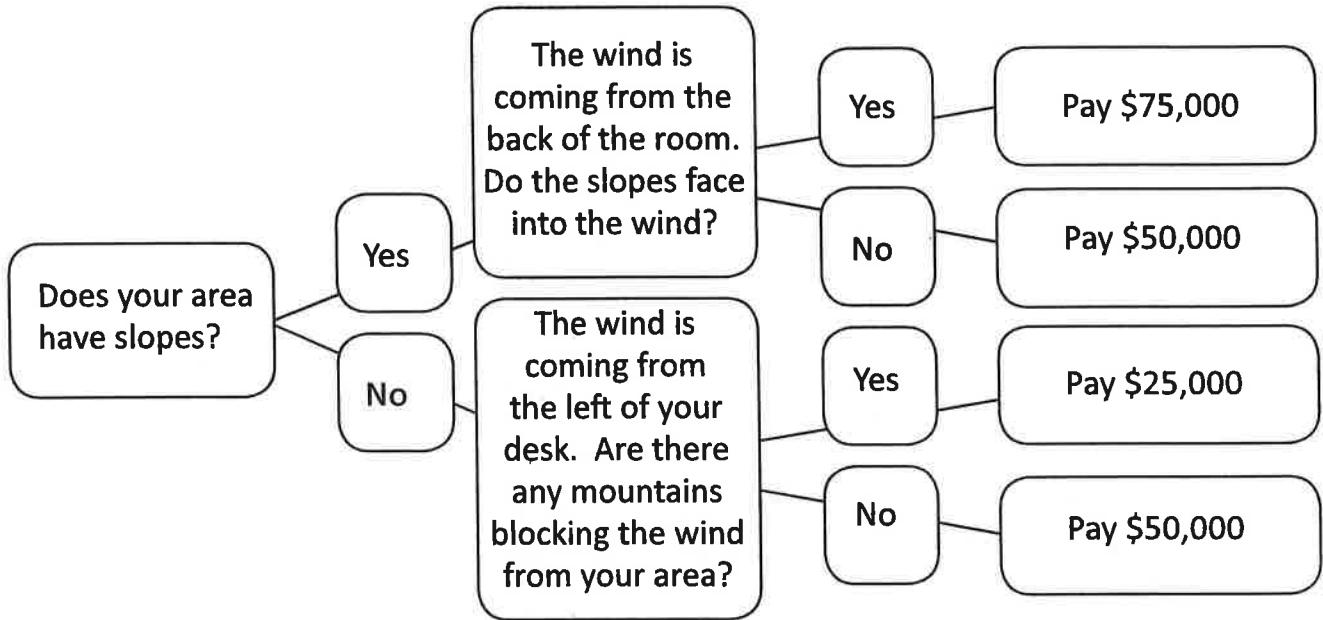 Does your area
have slopes?
Yes
The wind is
coming from the
back of the room.
Do the slopes face
into the wind?
Yes
Pay $75,000
No
Pay $50,000
No
The wind is
coming from
the left of your
desk.  Are there
any mountains
blocking the wind
from your area?
Yes
Pay $25,000
No
Pay $50,000